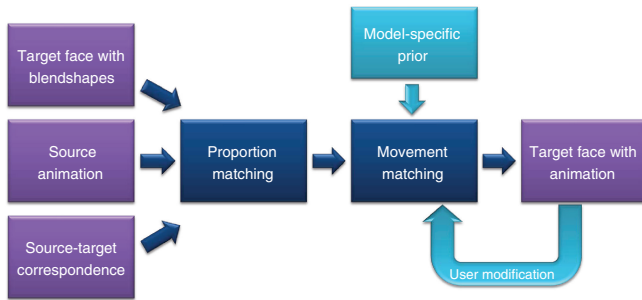 Target face with
blendshapes
Source
animation
Source-target
correspondence
Proportion
matching
Model-specific
prior
Movement
matching
Target face with
animation
User modification